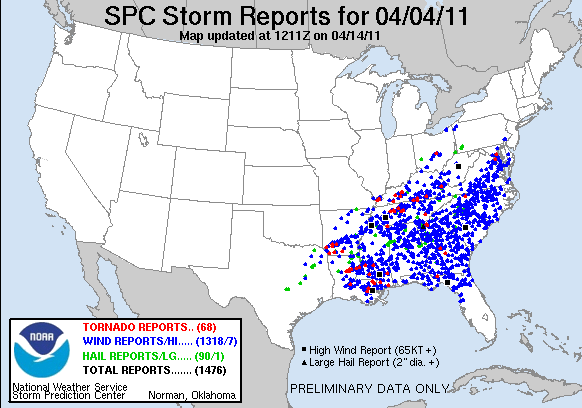 SPC Storm Reports for 04/04/11
Map updated at 1211Z on 04/14/11
TORNADO REPORTS.. (68)
WIND REPORTS/HI..... (1318/7)
HAIL REPORTS/LG..... (90/1)
TOTAL REPORTS....... (1476)
NOAA
National Weather Service
Storm Prediction Center Norman, Oklahoma
High Wind Report (65KT +)
Large Hail Report (2" dia. +)
PRELIMINARY DATA ONLY